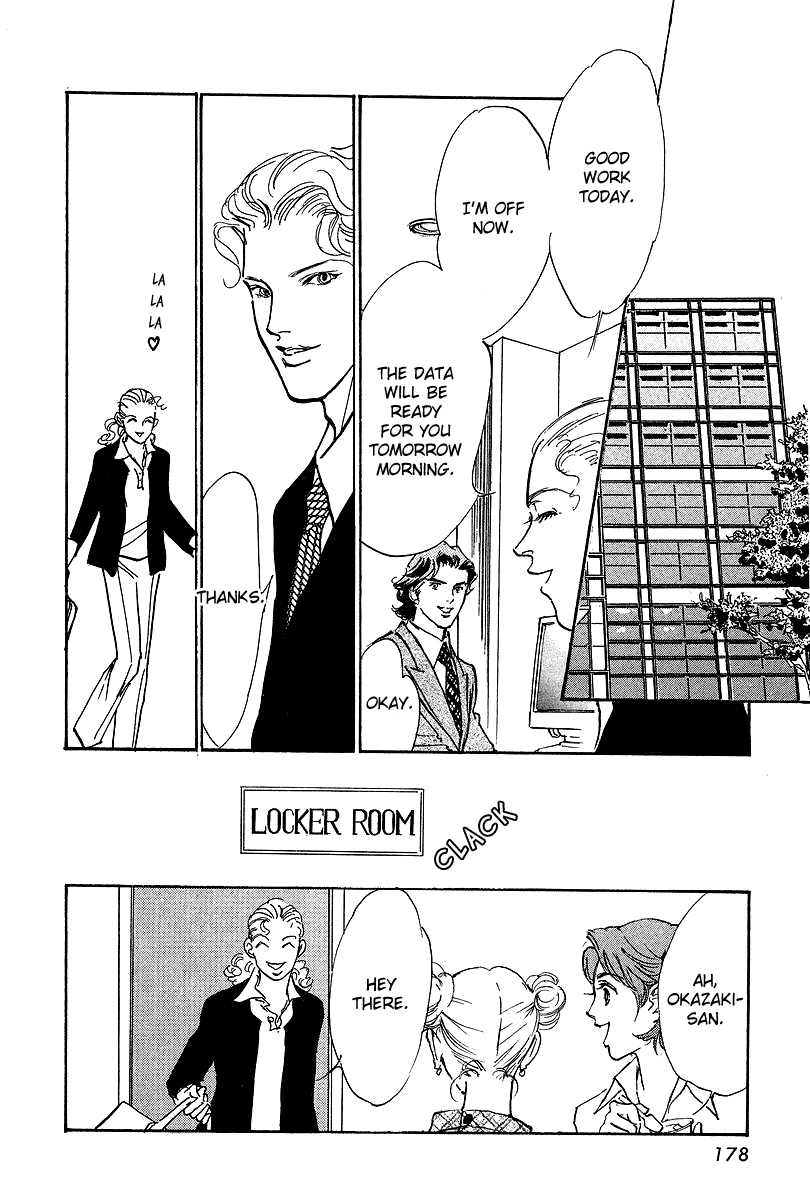 GOOD
WORK
TODAY.
I'M OFF
NOW.
THE DATA
WILL BE
READY
FOR YOU
TOMORROW
MORNING.
OKAY.
THANKS.
LA
LA
LA
♡
LOCKER ROOM
CLACK
AH,
OKAZAKI-
SAN.
HEY
THERE.
178